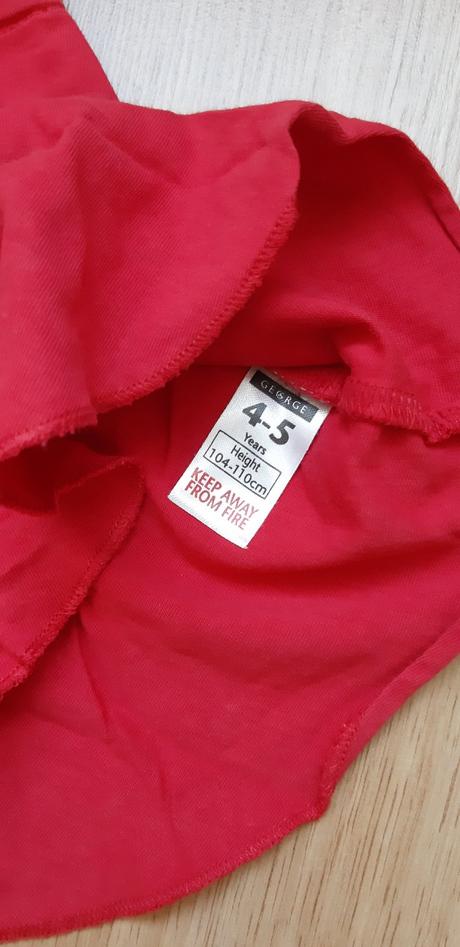 GEORGE
4-5
Years
Height
104-110cm
KEEP AWAY
FROM FIRE